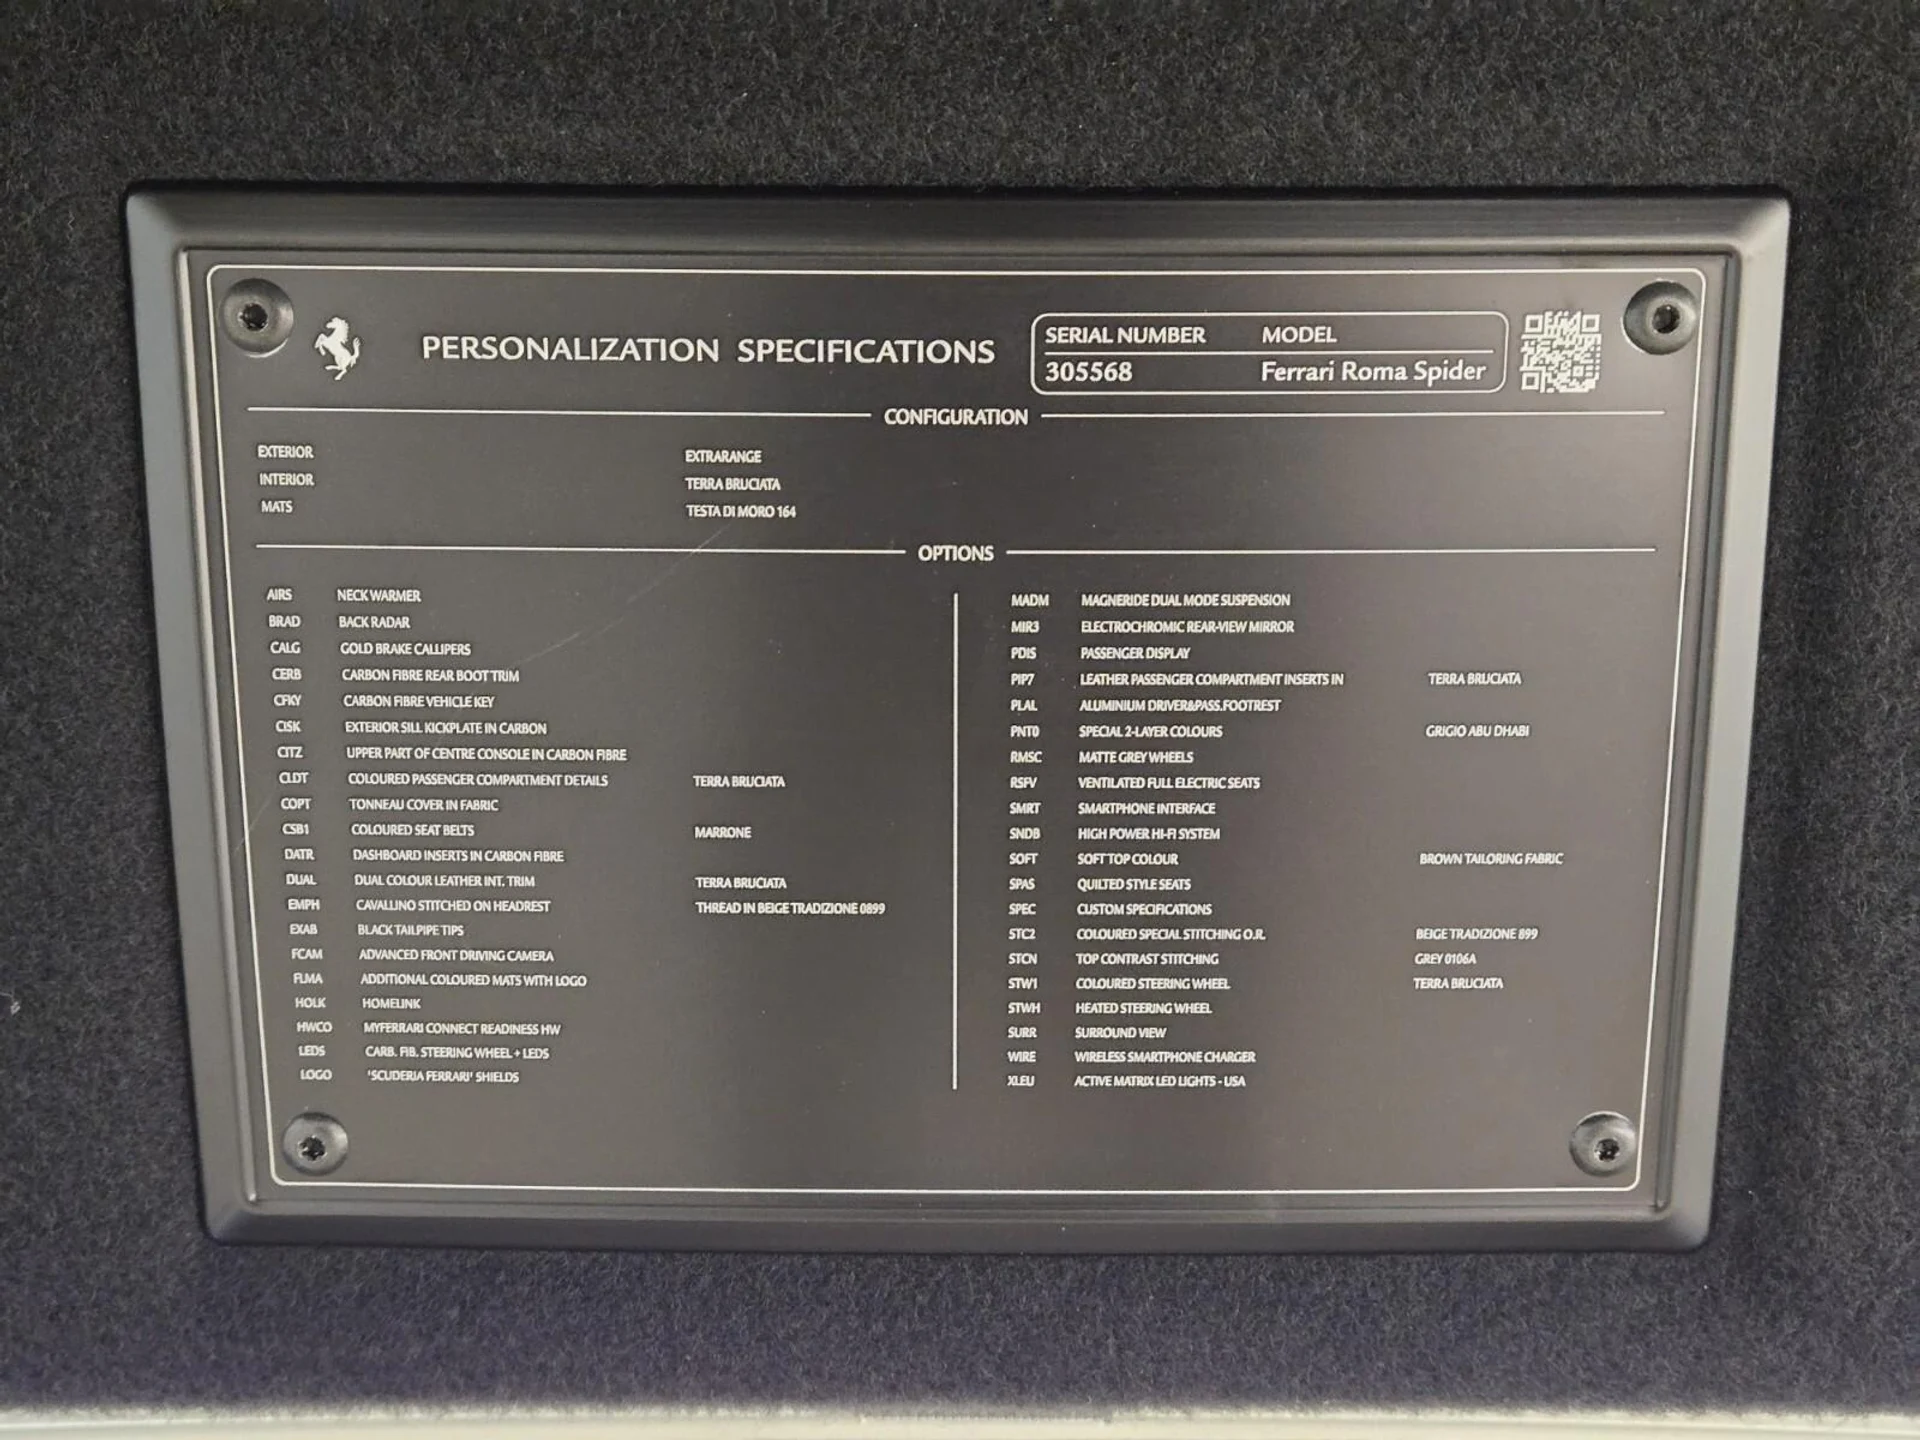 PERSONALIZATION SPECIFICATIONS
SERIAL NUMBER MODEL
305568 Ferrari Roma Spider
CONFIGURATION
EXTERIOR EXTRARANGE
INTERIOR TERRA BRUCIATA
MATS TESTA DI MORO 164
OPTIONS
AIRS NECK WARMER
BRAD BACK RADAR
CALG GOLD BRAKE CALLIPERS
CERB CARBON FIBRE REAR BOOT TRIM
CFKY CARBON FIBRE VEHICLE KEY
CISK EXTERIOR SILL KICKPLATE IN CARBON
CITZ UPPER PART OF CENTRE CONSOLE IN CARBON FIBRE
CLDT COLOURED PASSENGER COMPARTMENT DETAILS TERRA BRUCIATA
COPT TONNEAU COVER IN FABRIC
CSB1 COLOURED SEAT BELTS MARRONE
DATR DASHBOARD INSERTS IN CARBON FIBRE
DUAL DUAL COLOUR LEATHER INT. TRIM TERRA BRUCIATA
EMPH CAVALLINO STITCHED ON HEADREST THREAD IN BEIGE TRADIZIONE 0899
EXAB BLACK TAILPIPE TIPS
FCAM ADVANCED FRONT DRIVING CAMERA
FLMA ADDITIONAL COLOURED MATS WITH LOGO
HOLK HOMELINK
HWCO MYFERRARI CONNECT READINESS HW
LEDS CARB. FIB. STEERING WHEEL + LEDS
LOGO 'SCUDERIA FERRARI' SHIELDS
MADM MAGNERIDE DUAL MODE SUSPENSION
MIR3 ELECTROCHROMIC REAR-VIEW MIRROR
PDIS PASSENGER DISPLAY
PIP7 LEATHER PASSENGER COMPARTMENT INSERTS IN TERRA BRUCIATA
PLAL ALUMINIUM DRIVER&PASS.FOOTREST
PNT0 SPECIAL 2-LAYER COLOURS GRIGIO ABU DHABI
RMSC MATTE GREY WHEELS
RSFV VENTILATED FULL ELECTRIC SEATS
SMRT SMARTPHONE INTERFACE
SNDB HIGH POWER HI-FI SYSTEM
SOFT SOFT TOP COLOUR BROWN TAILORING FABRIC
SPAS QUILTED STYLE SEATS
SPEC CUSTOM SPECIFICATIONS
STC2 COLOURED SPECIAL STITCHING O.R. BEIGE TRADIZIONE 899
STCN TOP CONTRAST STITCHING GREY 0106A
STW1 COLOURED STEERING WHEEL TERRA BRUCIATA
STWH HEATED STEERING WHEEL
SURR SURROUND VIEW
WIRE WIRELESS SMARTPHONE CHARGER
XLEU ACTIVE MATRIX LED LIGHTS - USA